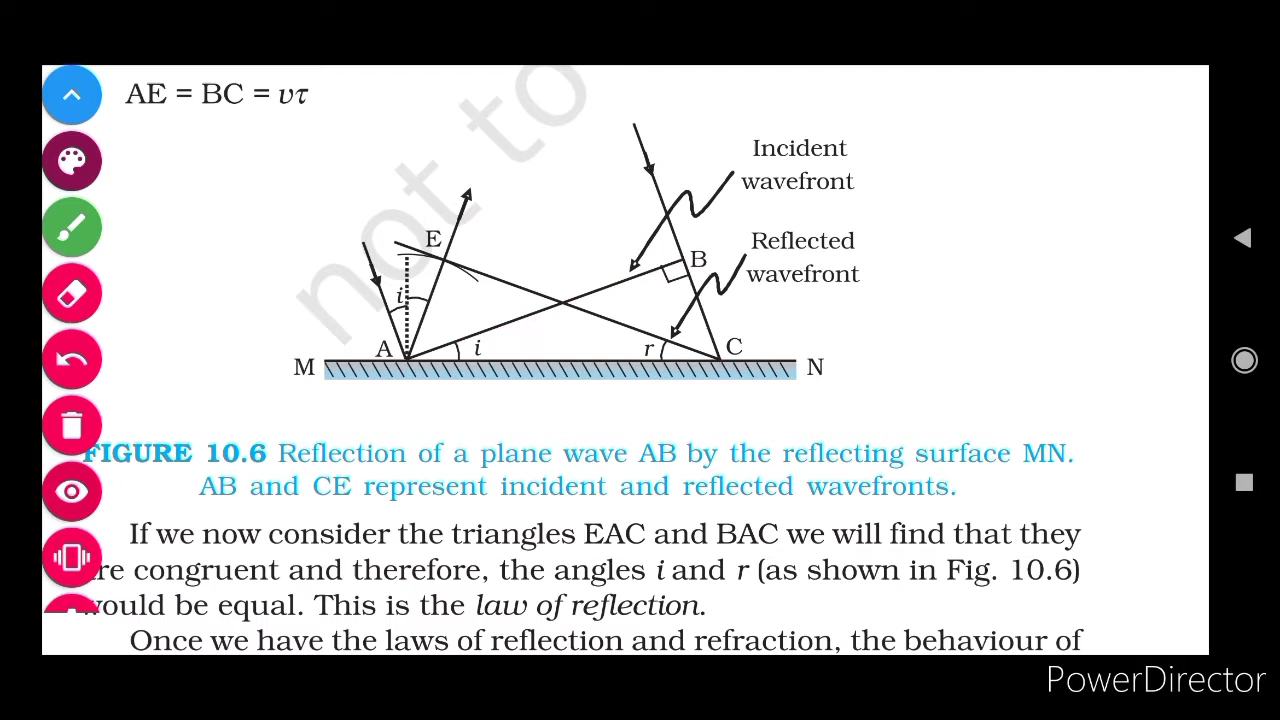 AE = BC = υτ
not to
Incident
wavefront
E
Reflected
wavefront
B
i
A
i
r
C
M
N
FIGURE 10.6 Reflection of a plane wave AB by the reflecting surface MN.
AB and CE represent incident and reflected wavefronts.
If we now consider the triangles EAC and BAC we will find that they
are congruent and therefore, the angles i and r (as shown in Fig. 10.6)
would be equal. This is the law of reflection.
Once we have the laws of reflection and refraction, the behaviour of
PowerDirector